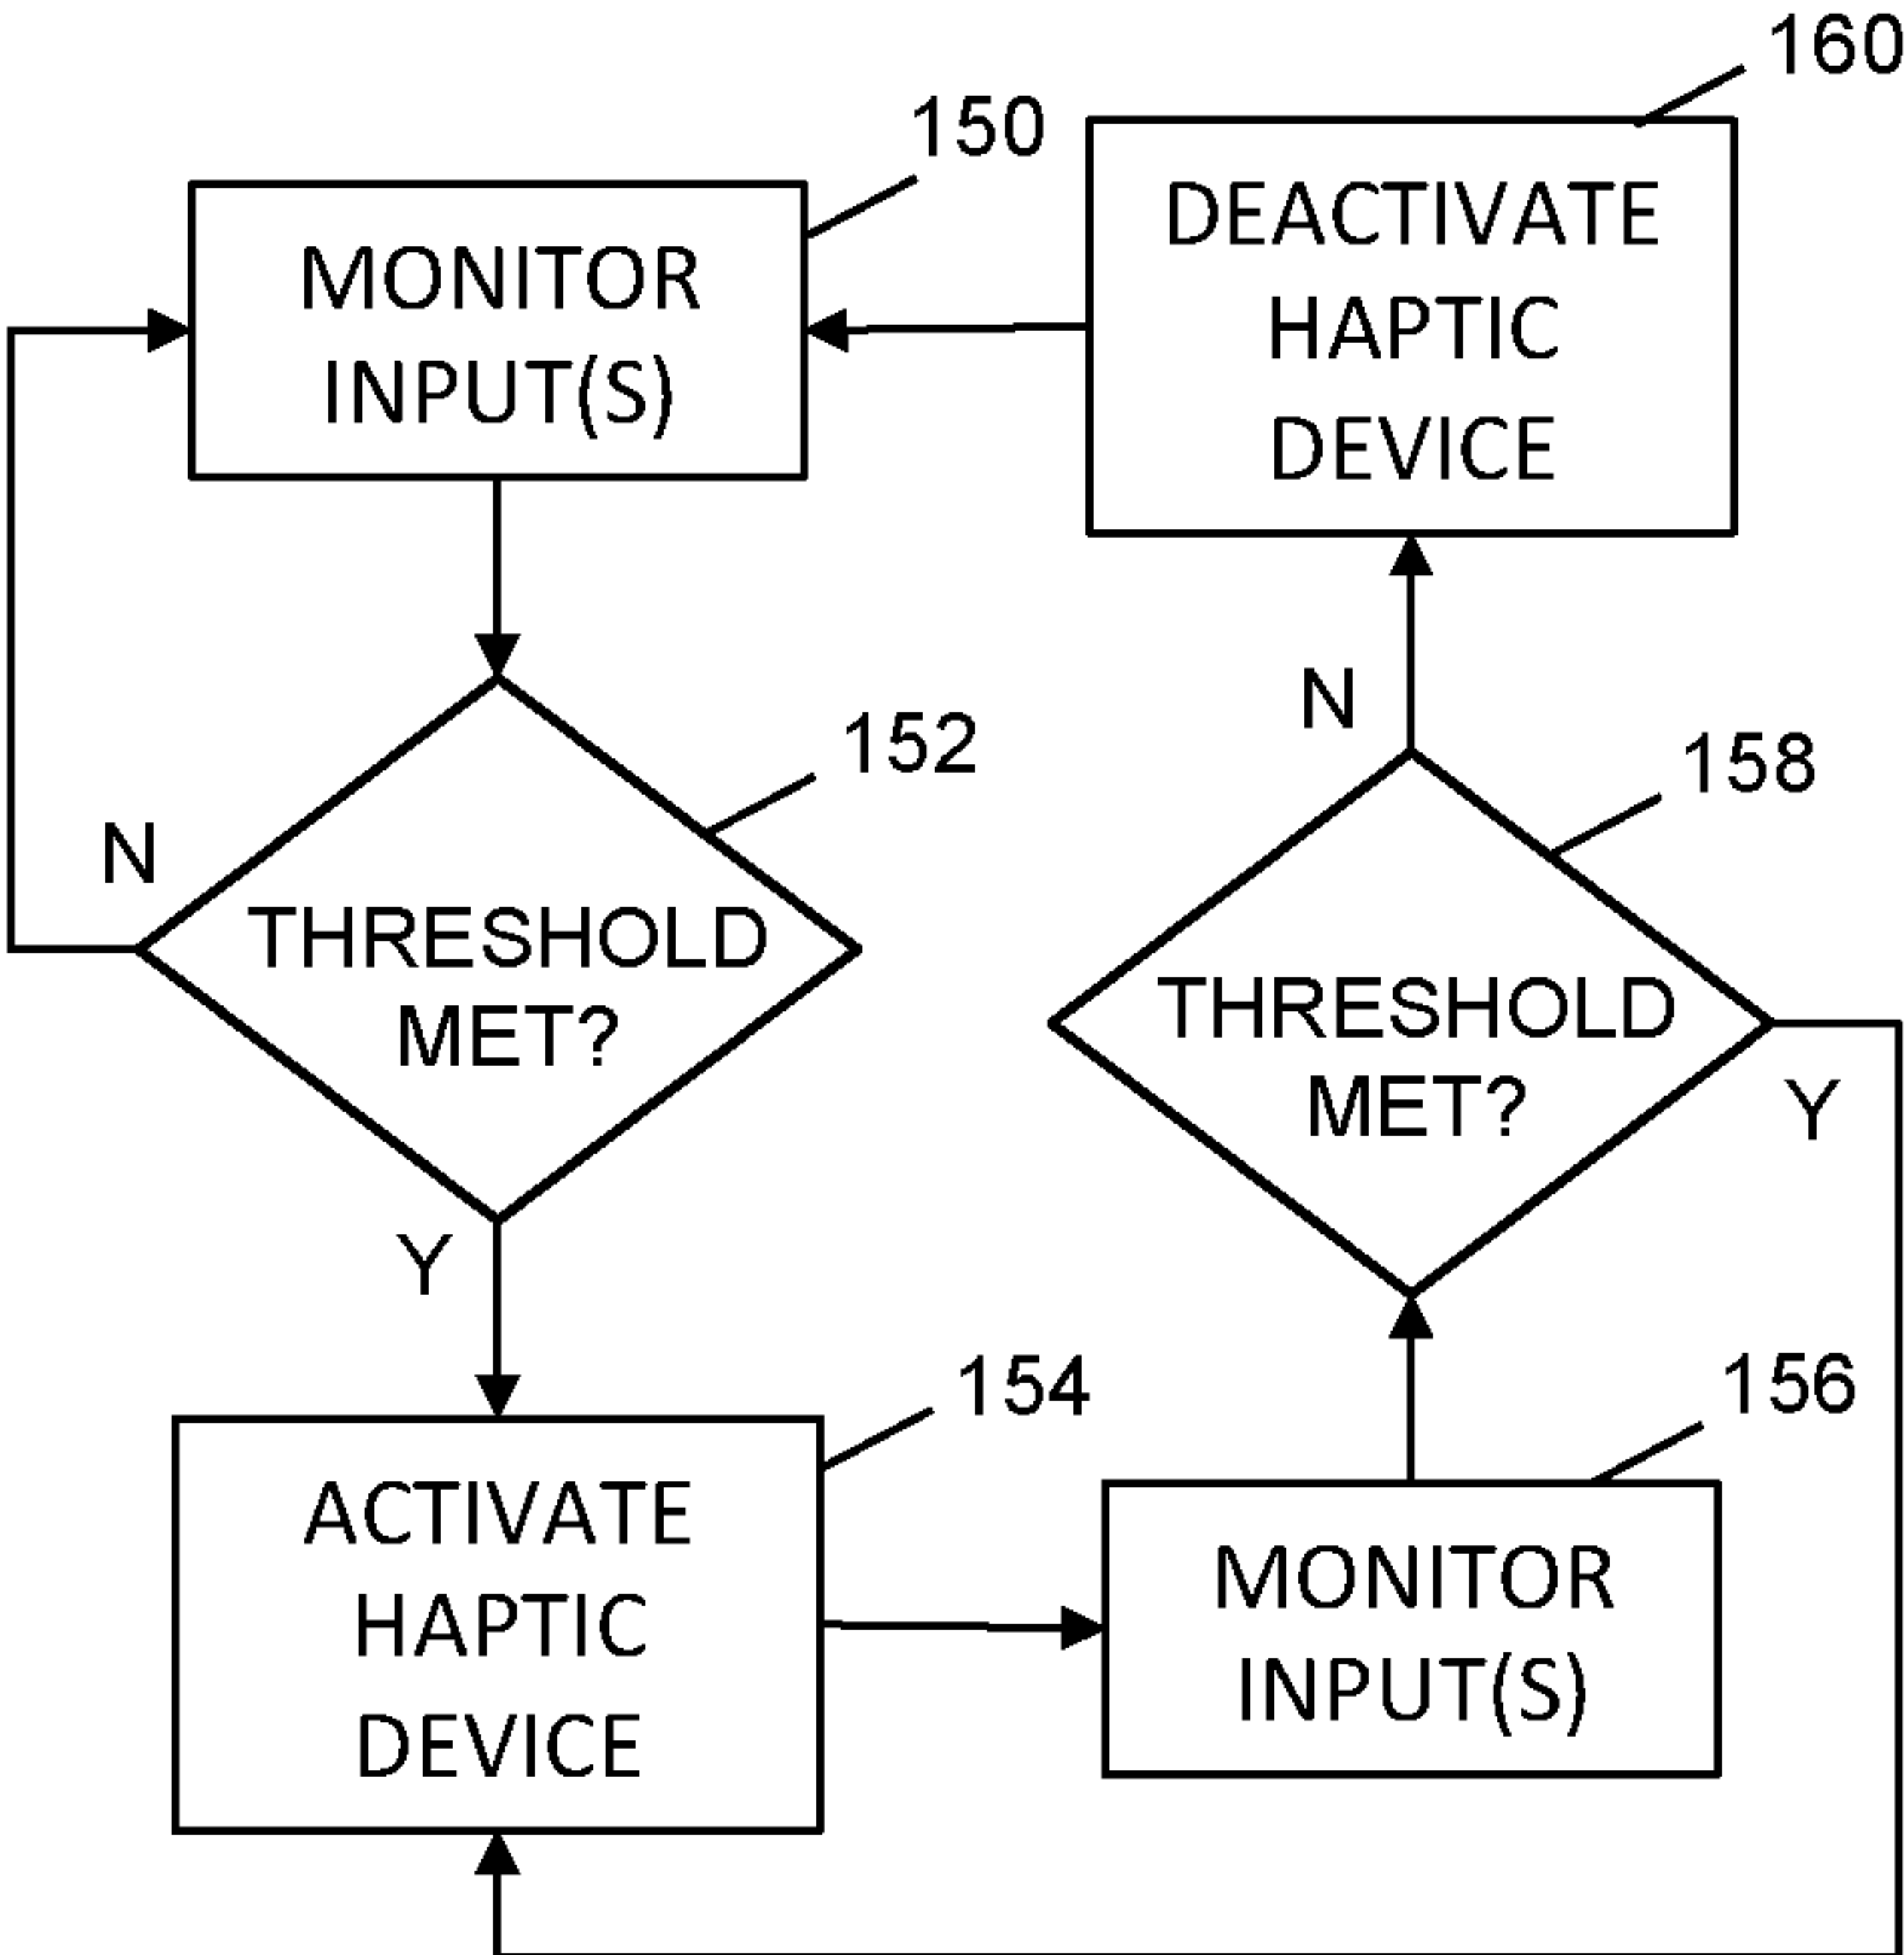 160
150
DEACTIVATE
HAPTIC
DEVICE
MONITOR
INPUT(S)
152
N
THRESHOLD
MET?
Y
N
158
THRESHOLD
MET?
Y
154
ACTIVATE
HAPTIC
DEVICE
156
MONITOR
INPUT(S)